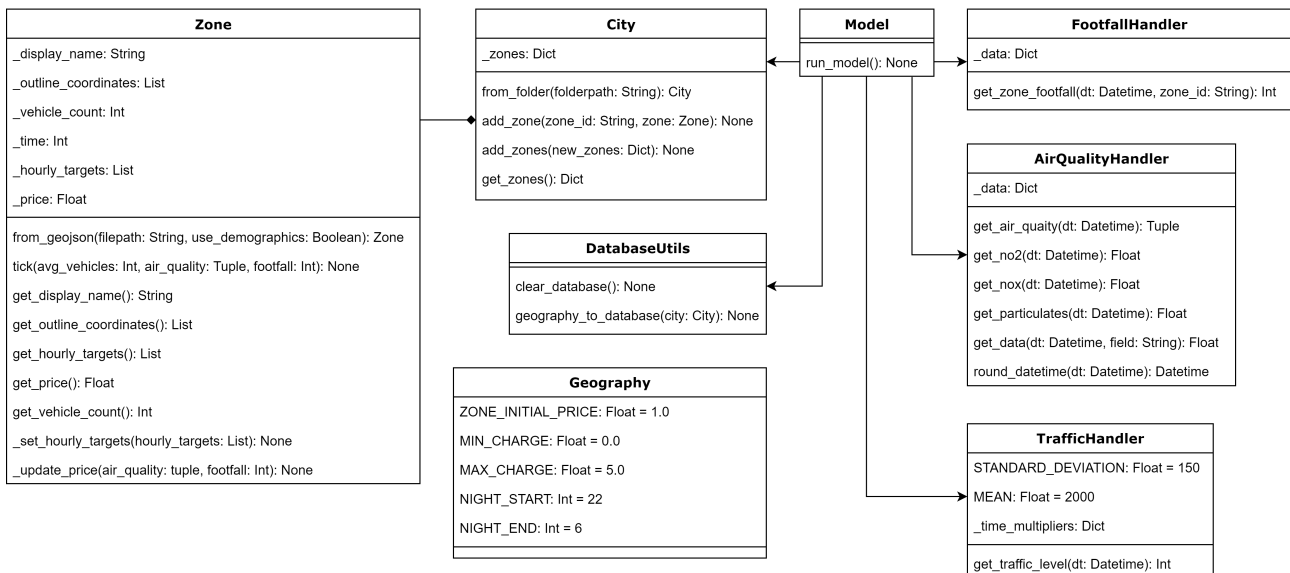 Zone
_display_name: String
_outline_coordinates: List
_vehicle_count: Int
_time: Int
_hourly_targets: List
_price: Float
from_geojson(filepath: String, use_demographics: Boolean): Zone
tick(avg_vehicles: Int, air_quality: Tuple, footfall: Int): None
get_display_name(): String
get_outline_coordinates(): List
get_hourly_targets(): List
get_price(): Float
get_vehicle_count(): Int
_set_hourly_targets(hourly_targets: List): None
_update_price(air_quality: tuple, footfall: Int): None
City
_zones: Dict
from_folder(folderpath: String): City
add_zone(zone_id: String, zone: Zone): None
add_zones(new_zones: Dict): None
get_zones(): Dict
DatabaseUtils
clear_database(): None
geography_to_database(city: City): None
Geography
ZONE_INITIAL_PRICE: Float = 1.0
MIN_CHARGE: Float = 0.0
MAX_CHARGE: Float = 5.0
NIGHT_START: Int = 22
NIGHT_END: Int = 6
Model
run_model(): None
FootfallHandler
_data: Dict
get_zone_footfall(dt: Datetime, zone_id: String): Int
AirQualityHandler
_data: Dict
get_air_quaity(dt: Datetime): Tuple
get_no2(dt: Datetime): Float
get_nox(dt: Datetime): Float
get_particulates(dt: Datetime): Float
get_data(dt: Datetime, field: String): Float
round_datetime(dt: Datetime): Datetime
TrafficHandler
STANDARD_DEVIATION: Float = 150
MEAN: Float = 2000
_time_multipliers: Dict
get_traffic_level(dt: Datetime): Int